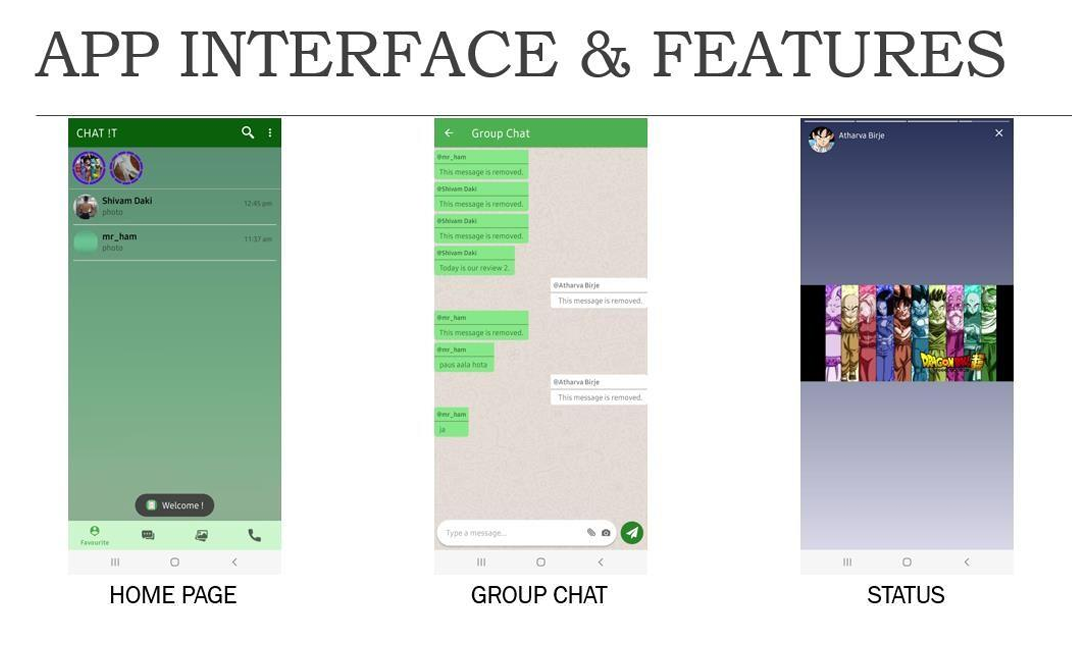 APP INTERFACE & FEATURES
CHAT !T
Shivam Daki
photo
12:45 pm
mr_ham
photo
11:37 am
Welcome !
Favourite
HOME PAGE
Group Chat
@mr_ham
This message is removed.
@Shivam Daki
This message is removed.
@Shivam Daki
This message is removed.
@Shivam Daki
Today is our review 2.
@Atharva Birje
This message is removed.
@mr_ham
This message is removed.
@mr_ham
paus aala hota
@Atharva Birje
This message is removed.
@mr_ham
ja
Type a message...
GROUP CHAT
Atharva Birje
DRAGON BALL
STATUS